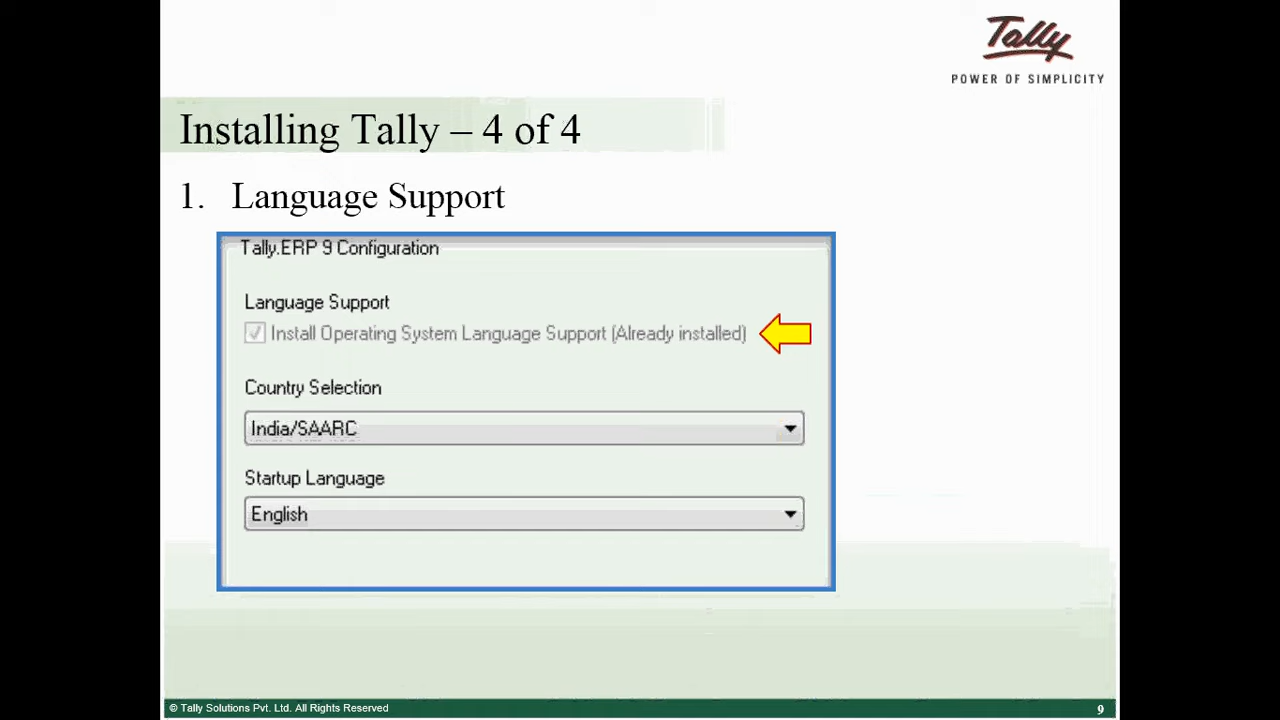 Tally
POWER OF SIMPLICITY
Installing Tally – 4 of 4
1. Language Support
Tally.ERP 9 Configuration
Language Support
Install Operating System Language Support (Already installed)
Country Selection
India/SAARC
Startup Language
English
© Tally Solutions Pvt. Ltd. All Rights Reserved
9